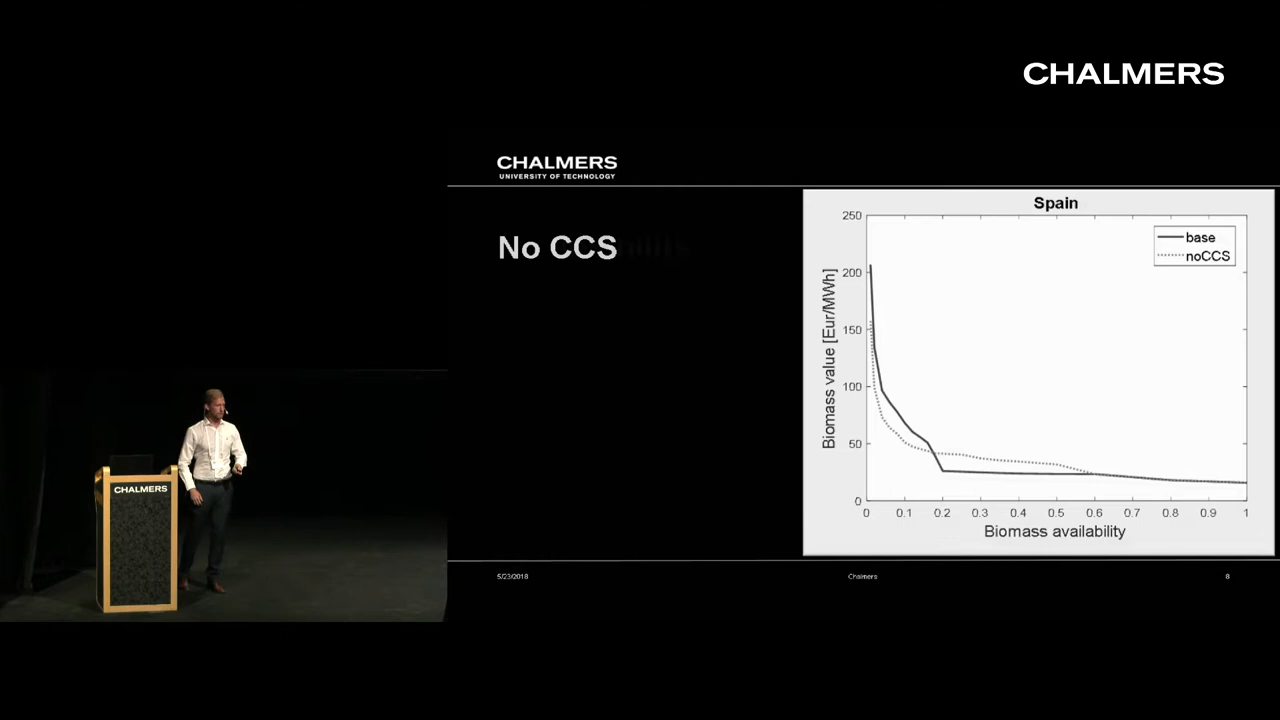 CHALMERS
CHALMERS
UNIVERSITY OF TECHNOLOGY
No CCS
Spain
250
200
150
100
50
0
base
noCCS
Biomass value [Eur/MWh]
0 0.1 0.2 0.3 0.4 0.5 0.6 0.7 0.8 0.9 1
Biomass availability
CHALMERS
5/23/2018 Chalmers 8